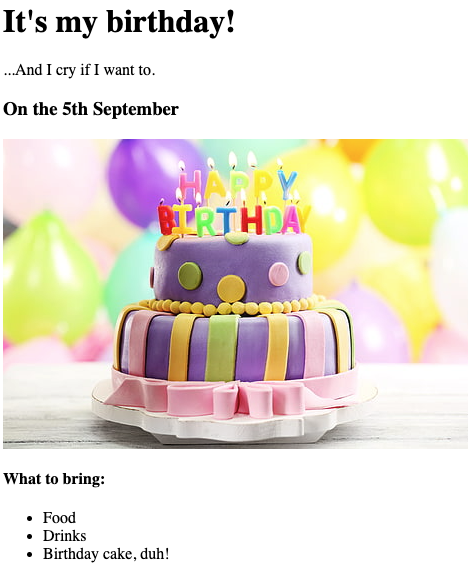 It's my birthday!
...And I cry if I want to.
On the 5th September
HAPPY
BIRTHDAY
What to bring:
Food
Drinks
Birthday cake, duh!